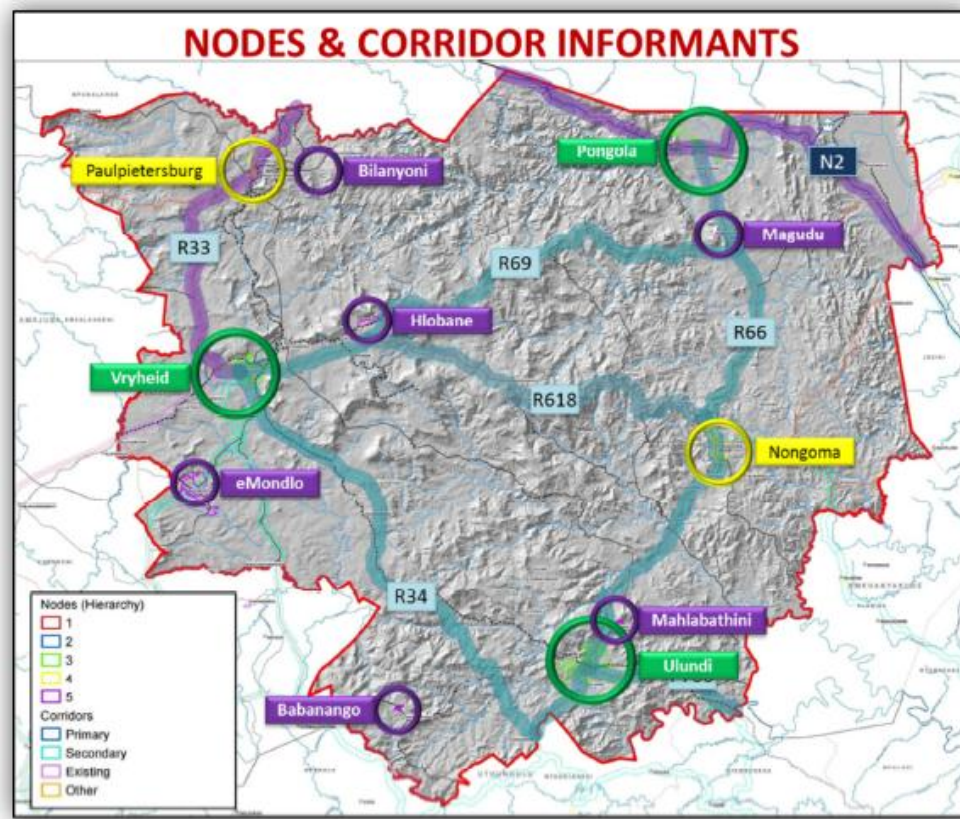 NODES & CORRIDOR INFORMANTS
Paulpietersburg
Bilanyoni
Pongola
N2
R33
Magudu
R69
Hlobane
R66
Vryheid
R618
Nongoma
eMondlo
R34
Mahlabathini
Ulundi
Babanango
Nodes (Hierarchy)
1
2
3
4
5
Corridors
Primary
Secondary
Existing
Other